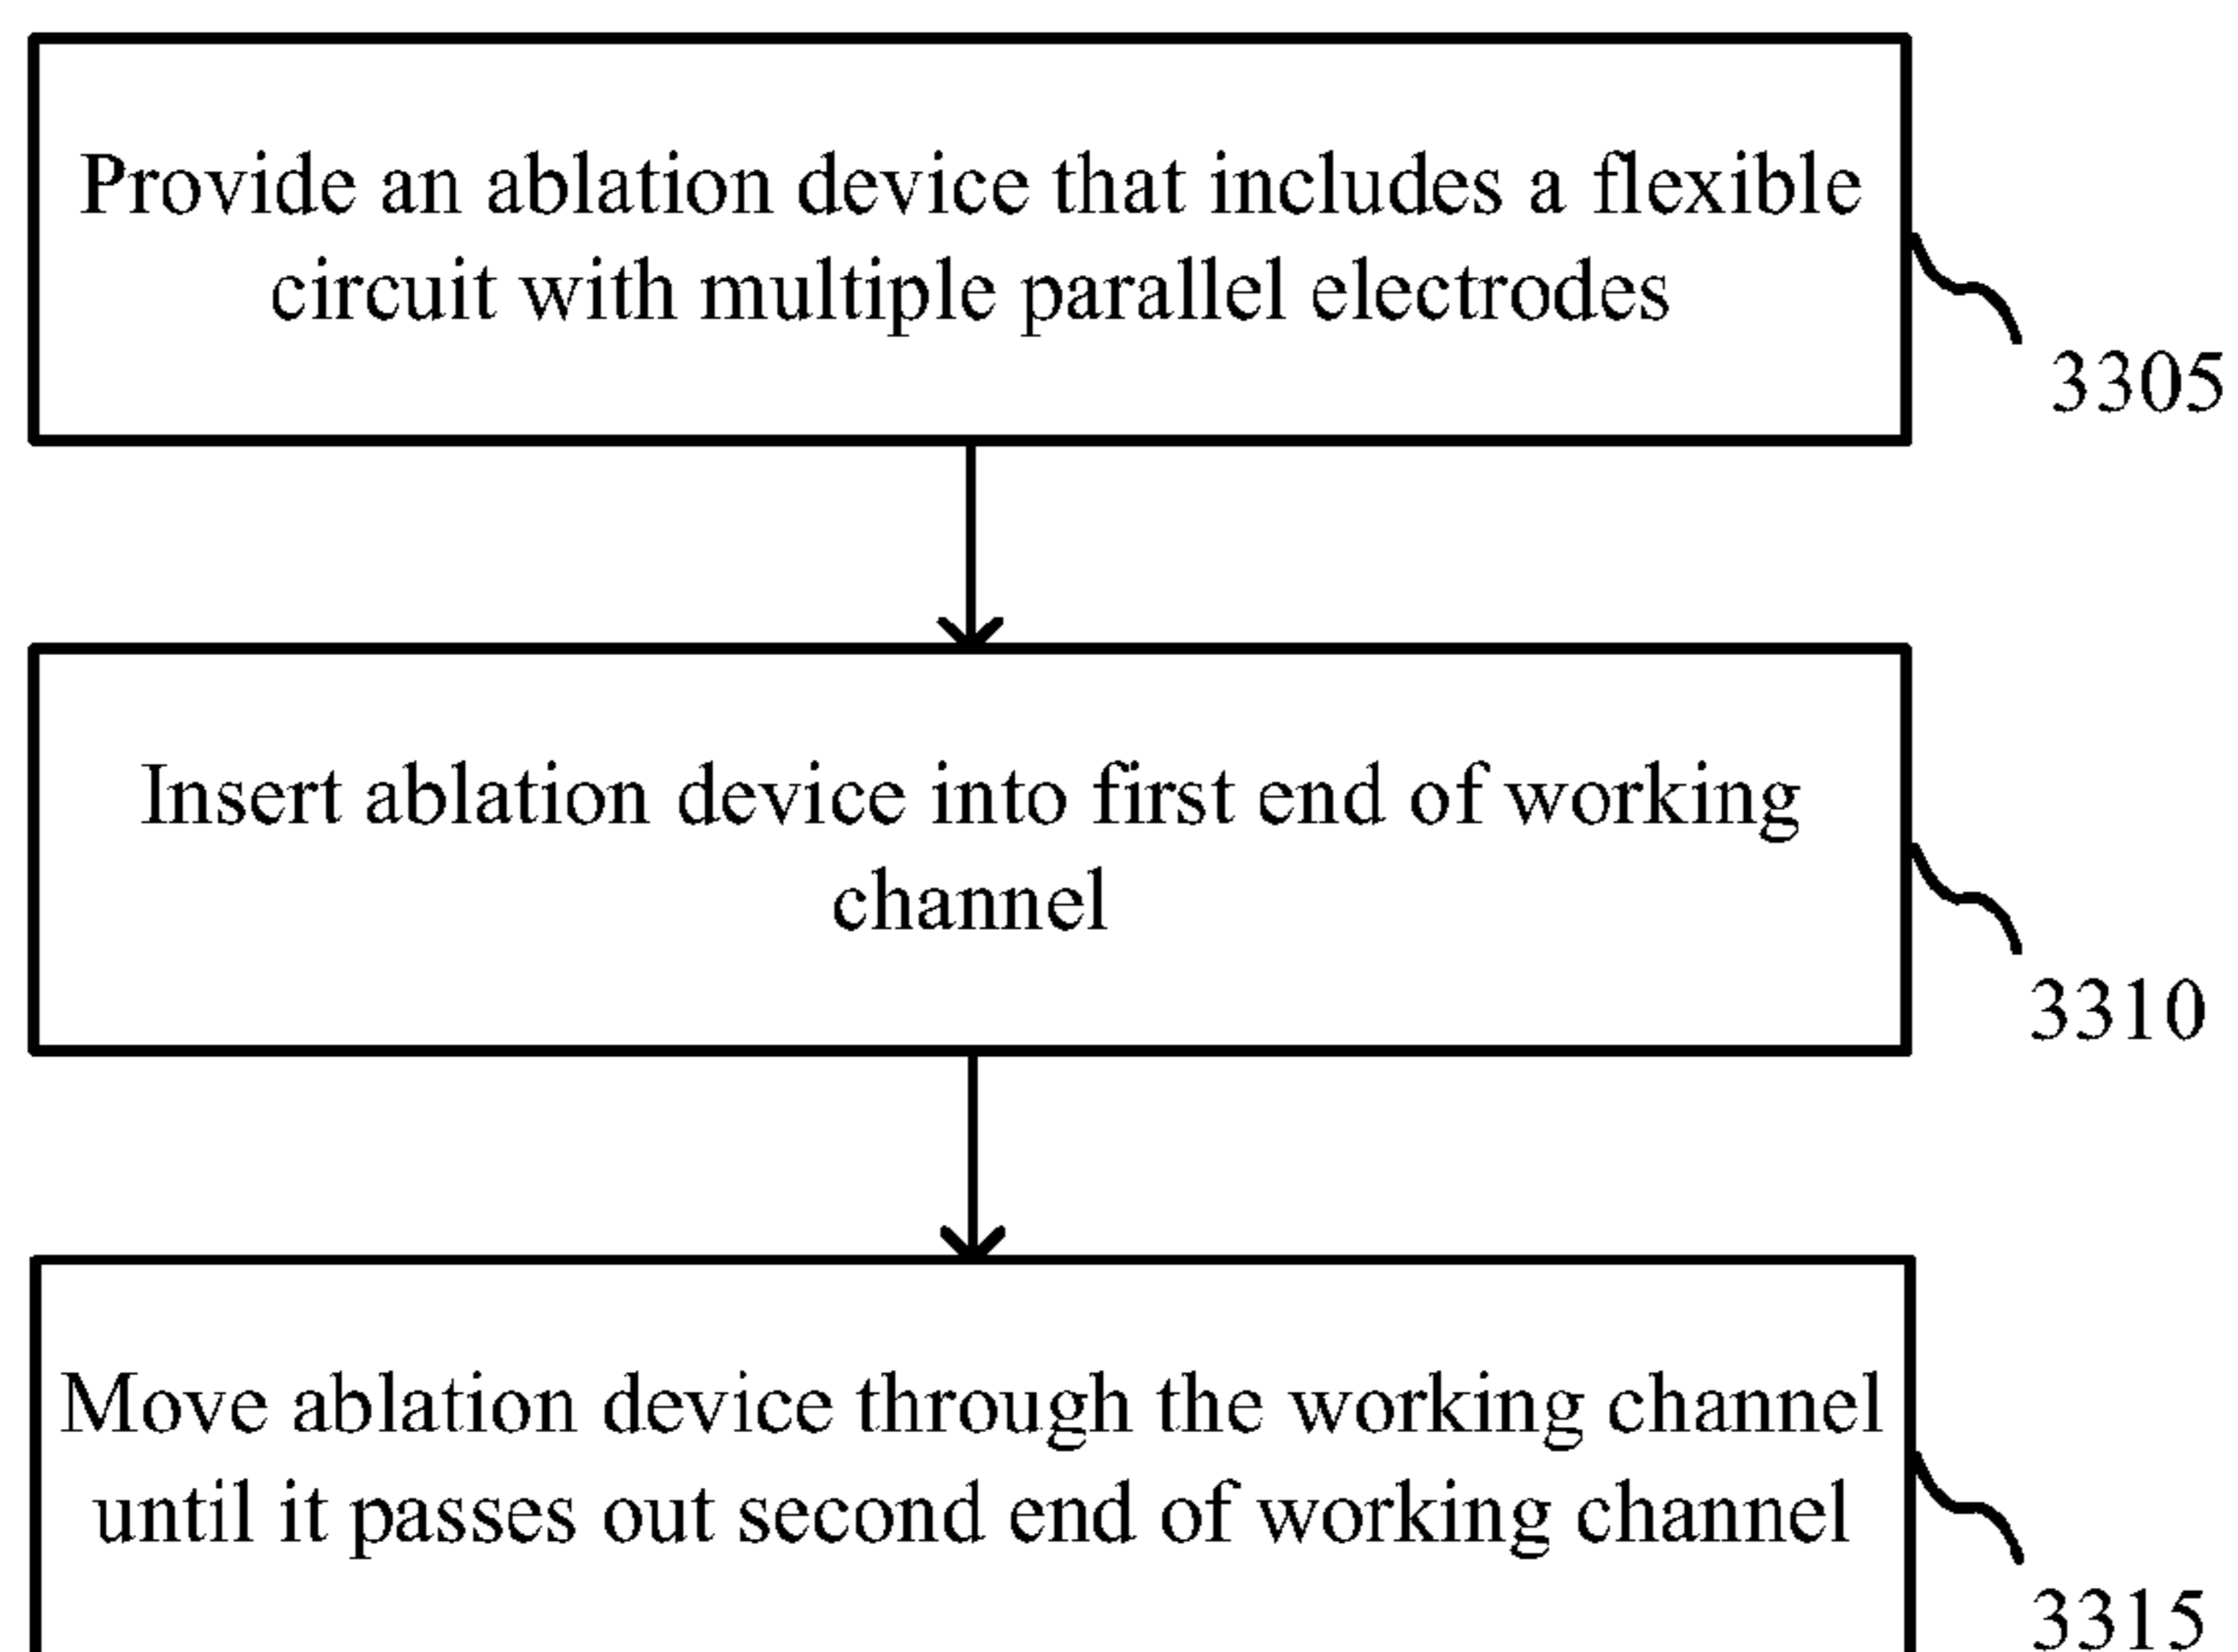 Provide an ablation device that includes a flexible
circuit with multiple parallel electrodes
3305
Insert ablation device into first end of working
channel
3310
Move ablation device through the working channel
until it passes out second end of working channel
3315